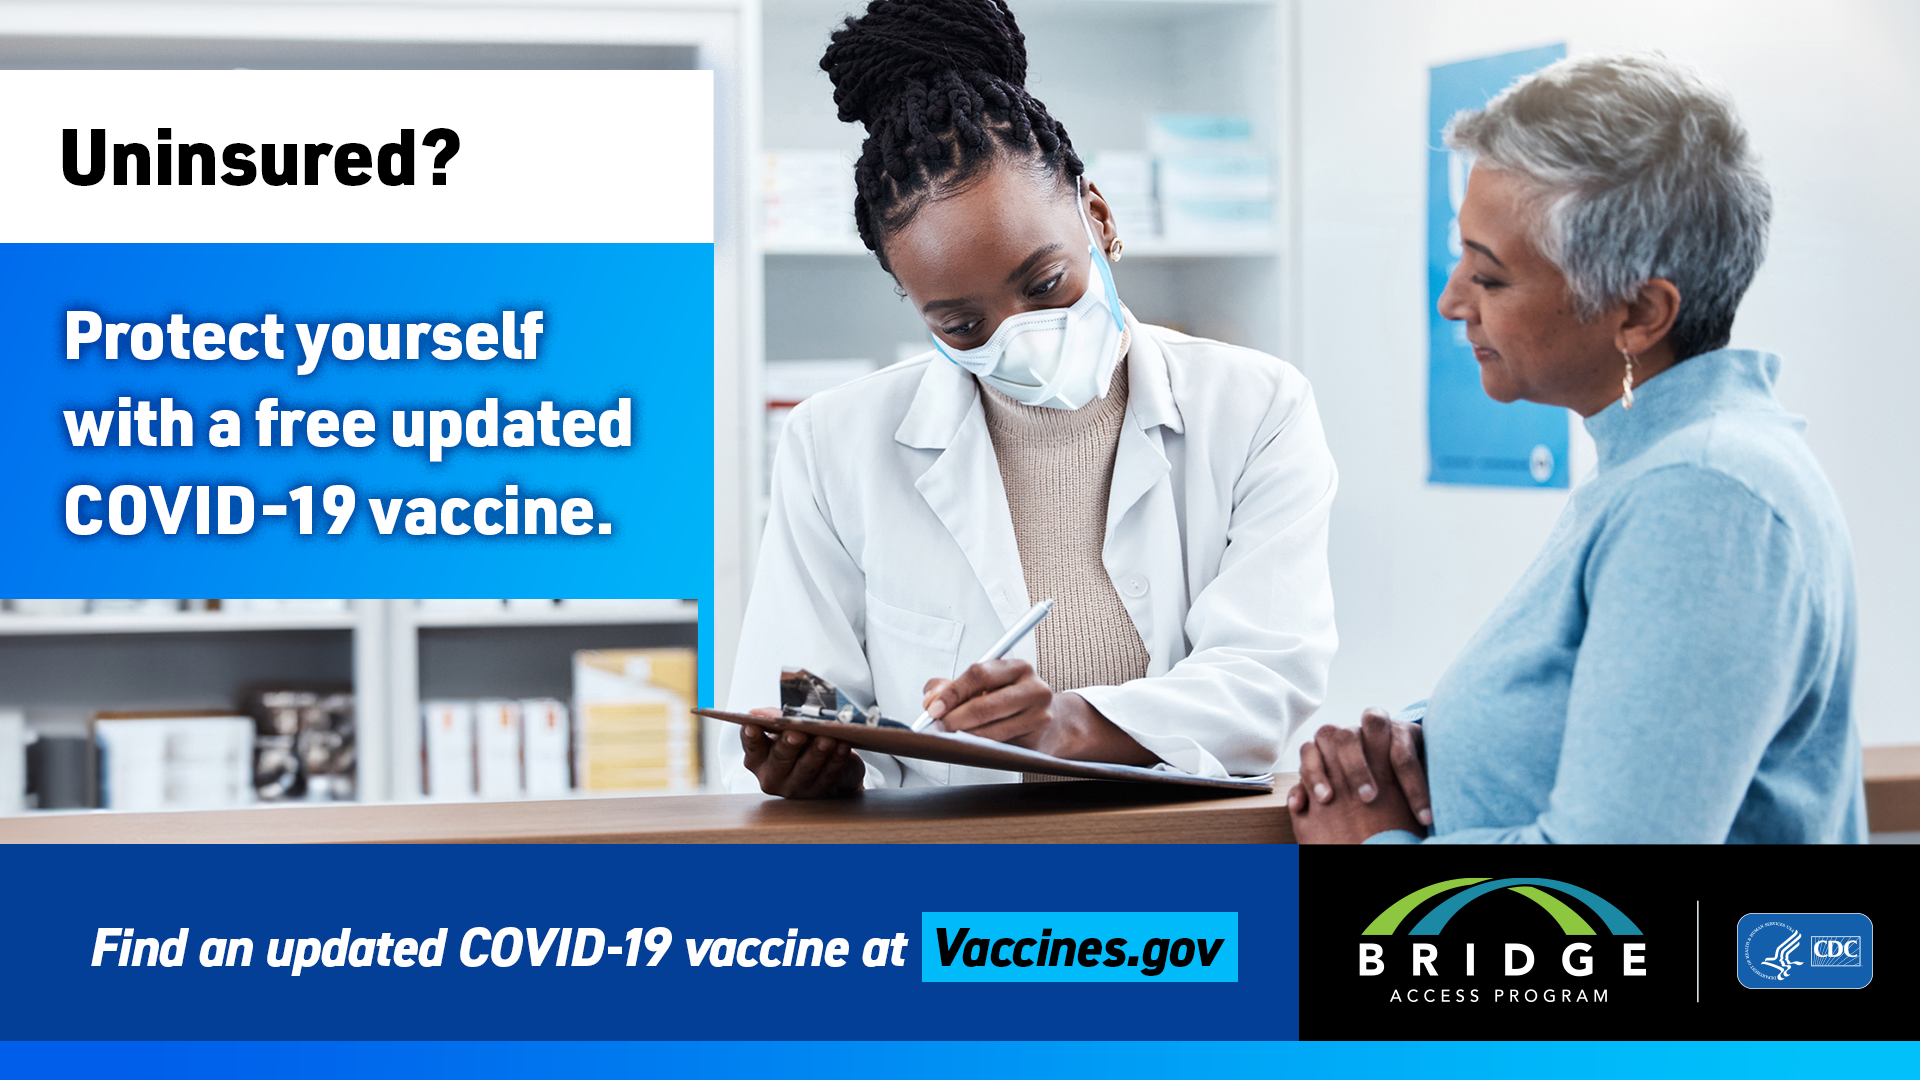 Uninsured?
Protect yourself
with a free updated
COVID-19 vaccine.
Find an updated COVID-19 vaccine at Vaccines.gov
BRIDGE
ACCESS PROGRAM
CDC